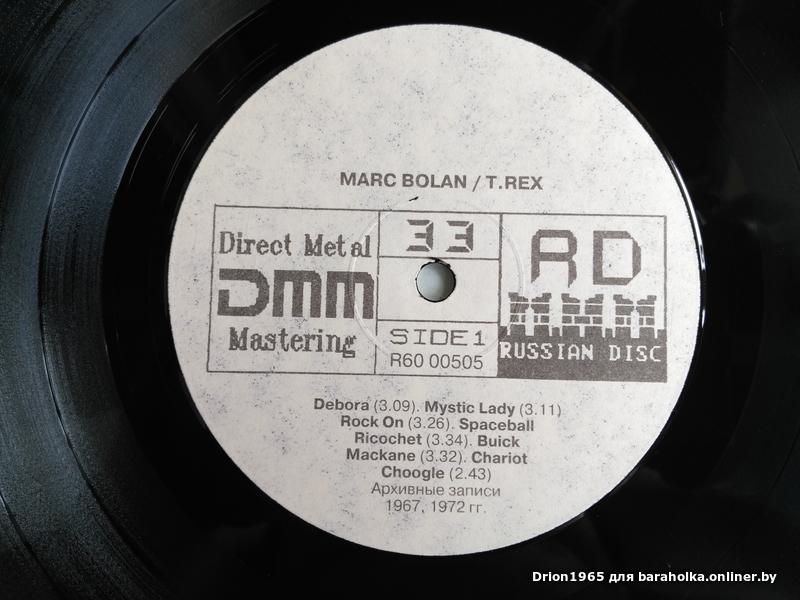 MARC BOLAN / T.REX
Direct Metal
DMM
Mastering
33
SIDE 1
R60 00505
RD
RUSSIAN DISC
Debora (3.09). Mystic Lady (3.11)
Rock On (3.26). Spaceball
Ricochet (3.34). Buick
Mackane (3.32). Chariot
Choogle (2.43)
Архивные записи
1967, 1972 гг.
Drion1965 для baraholka.onliner.by